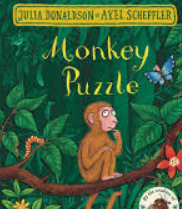 JULIA DONALDSON • AXEL SCHEFFLER
Monkey
Puzzle